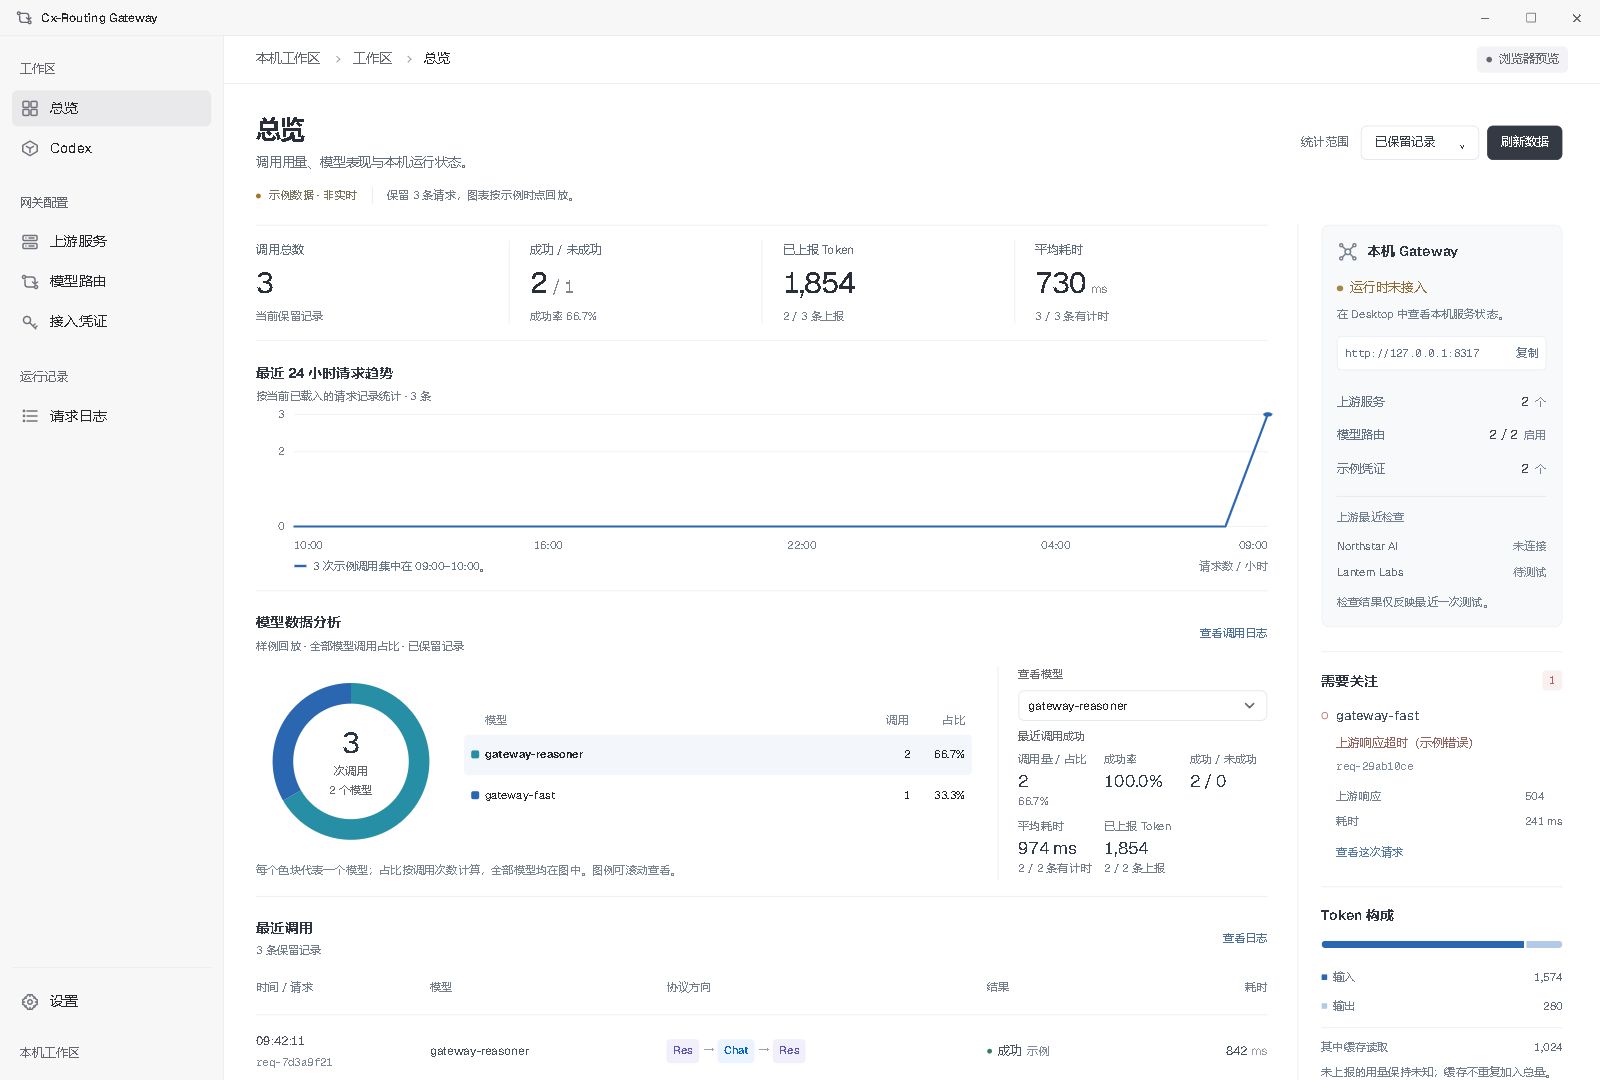 Cx-Routing Gateway
工作区
总览
Codex
网关配置
上游服务
模型路由
接入凭证
运行记录
请求日志
设置
本机工作区
本机工作区 › 工作区 › 总览
浏览器预览
总览
调用用量、模型表现与本机运行状态。
示例数据 · 非实时
保留 3 条请求，图表按示例时点回放。
统计范围
已保留记录
刷新数据
调用总数
3
当前保留记录
成功 / 未成功
2 / 1
成功率 66.7%
已上报 Token
1,854
2 / 3 条上报
平均耗时
730 ms
3 / 3 条有计时
最近 24 小时请求趋势
按当前已载入的请求记录统计 · 3 条
3
2
0
10:00 16:00 22:00 04:00 09:00
3 次示例调用集中在 09:00–10:00。
请求数 / 小时
模型数据分析
样例回放 · 全部模型调用占比 · 已保留记录
查看调用日志
3
次调用
2 个模型
模型 调用 占比
gateway-reasoner 2 66.7%
gateway-fast 1 33.3%
每个色块代表一个模型；占比按调用次数计算，全部模型均在图中。图例可滚动查看。
查看模型
gateway-reasoner
最近调用成功
调用量 / 占比
2
66.7%
成功率
100.0%
成功 / 未成功
2 / 0
平均耗时
974 ms
2 / 2 条有计时
已上报 Token
1,854
2 / 2 条上报
最近调用
3 条保留记录
查看日志
时间 / 请求 模型 协议方向 结果 耗时
09:42:11
req-7d3a9f21
gateway-reasoner
Res → Chat → Res
成功 示例
842 ms
本机 Gateway
运行时未接入
在 Desktop 中查看本机服务状态。
http://127.0.0.1:8317 复制
上游服务 2 个
模型路由 2 / 2 启用
示例凭证 2 个
上游最近检查
Northstar AI 未连接
Lantern Labs 待测试
检查结果仅反映最近一次测试。
需要关注 1
gateway-fast
上游响应超时（示例错误）
req-29ab10ce
上游响应 504
耗时 241 ms
查看这次请求
Token 构成
输入 1,574
输出 280
其中缓存读取 1,024
未上报的用量保持未知；缓存不重复加入总量。